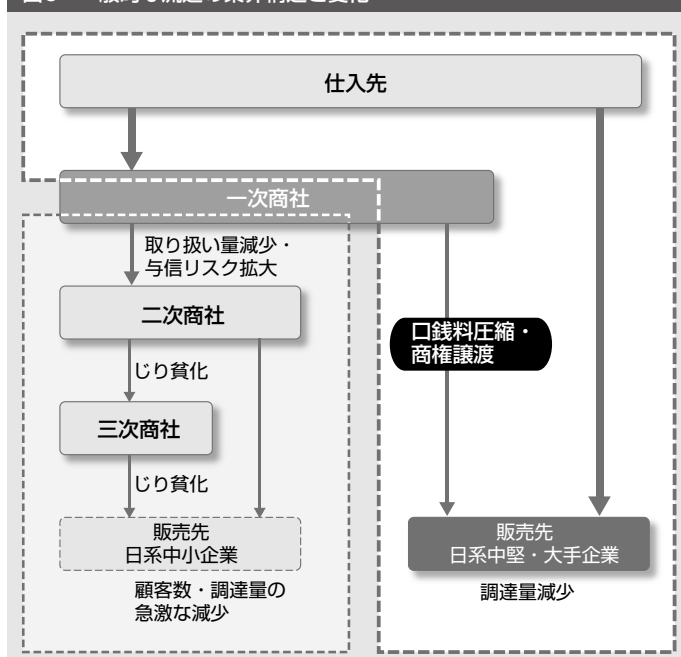 仕入先
一次商社
取り扱い量減少・
与信リスク拡大
二次商社
口銭料圧縮・
商権譲渡
じり貧化
三次商社
じり貧化
販売先
日系中小企業
販売先
日系中堅・大手企業
顧客数・調達量の
急激な減少
調達量減少